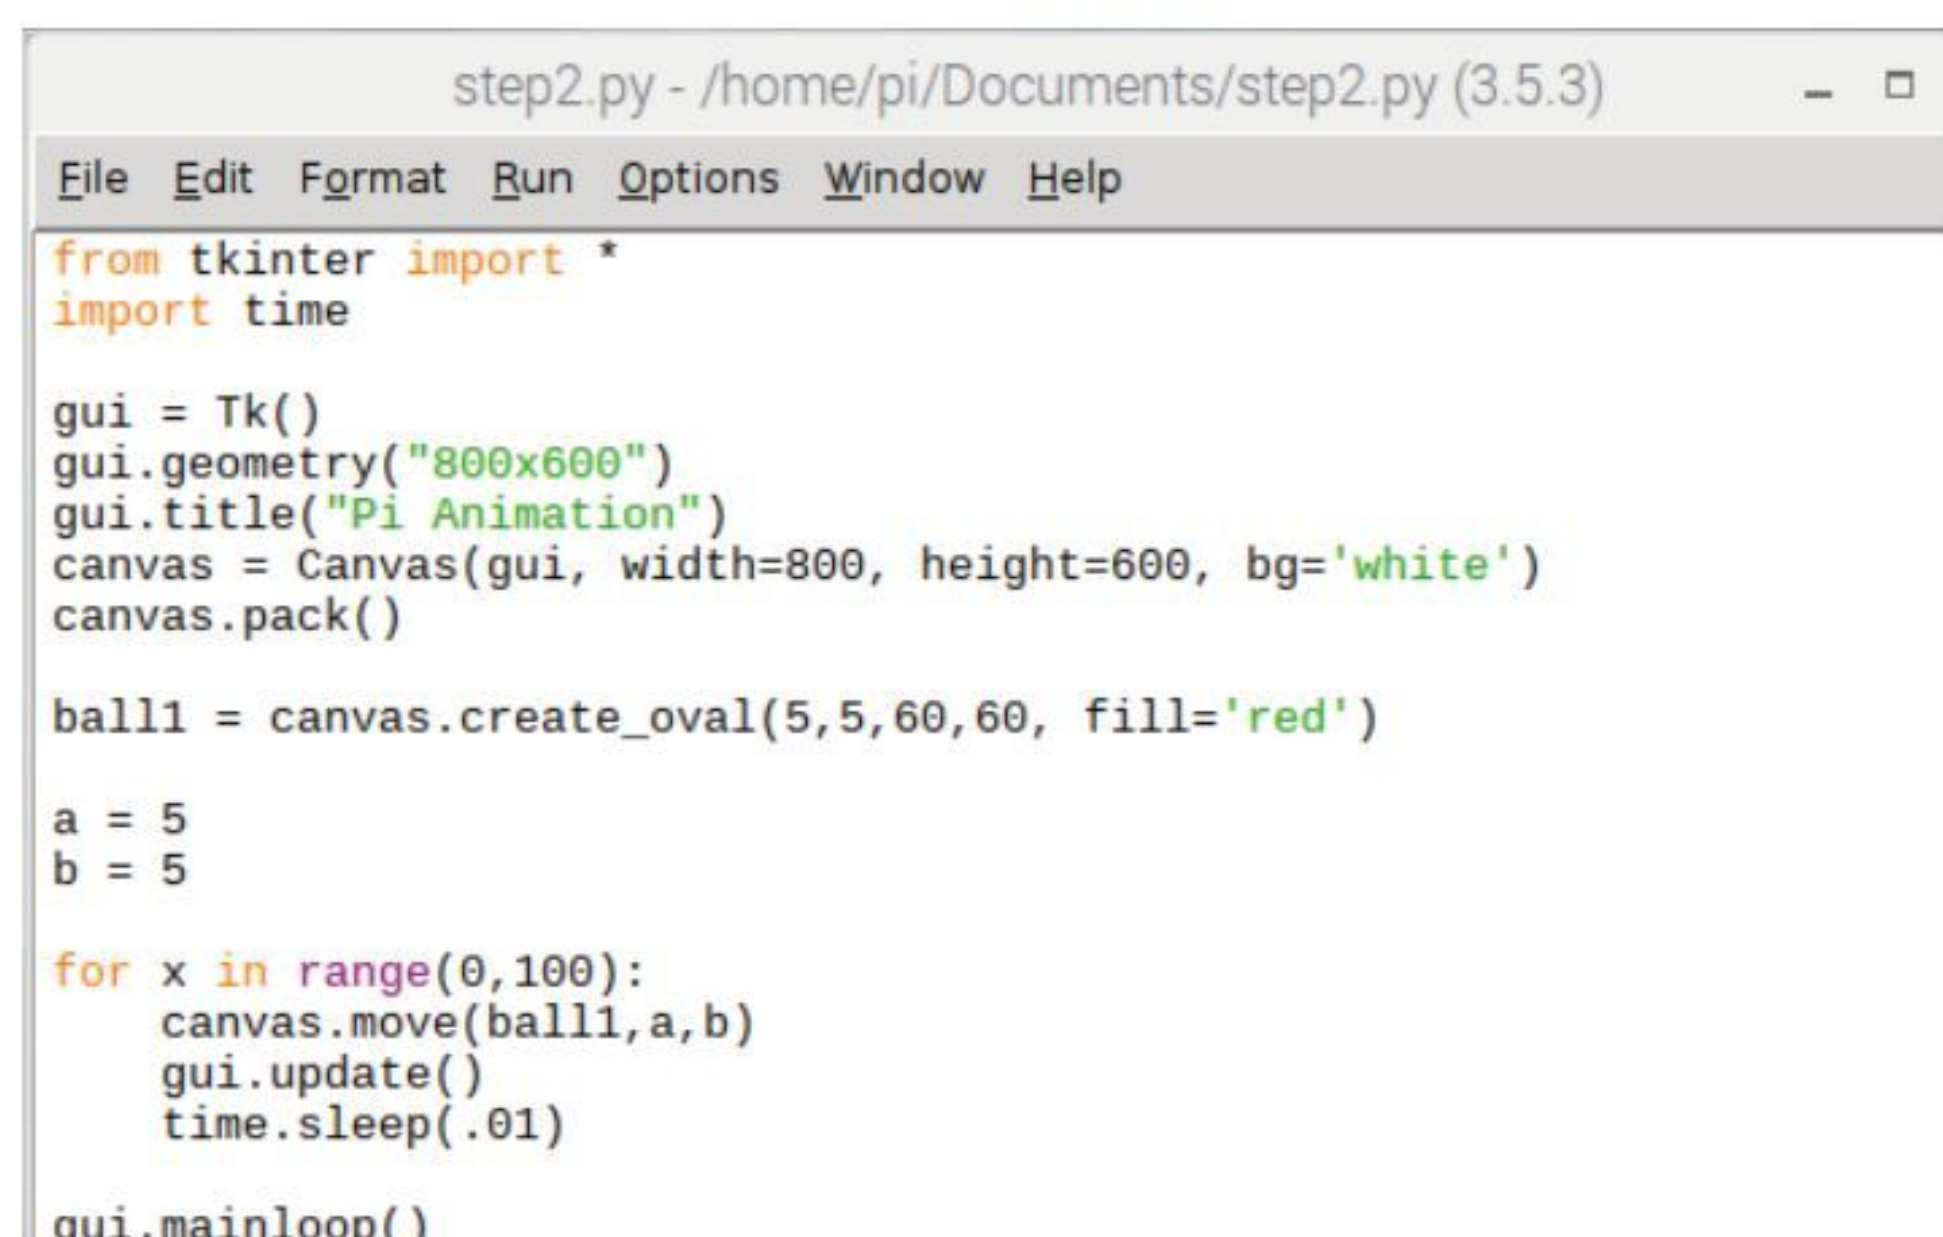 step2.py - /home/pi/Documents/step2.py (3.5.3)
File Edit Format Run Options Window Help
from tkinter import *
import time
gui = Tk()
gui.geometry("800x600")
gui.title("Pi Animation")
canvas = Canvas(gui, width=800, height=600, bg='white')
canvas.pack()
ball1 = canvas.create_oval(5,5,60,60, fill='red')
a = 5
b = 5
for x in range(0,100):
    canvas.move(ball1,a,b)
    gui.update()
    time.sleep(.01)
gui.mainloop()